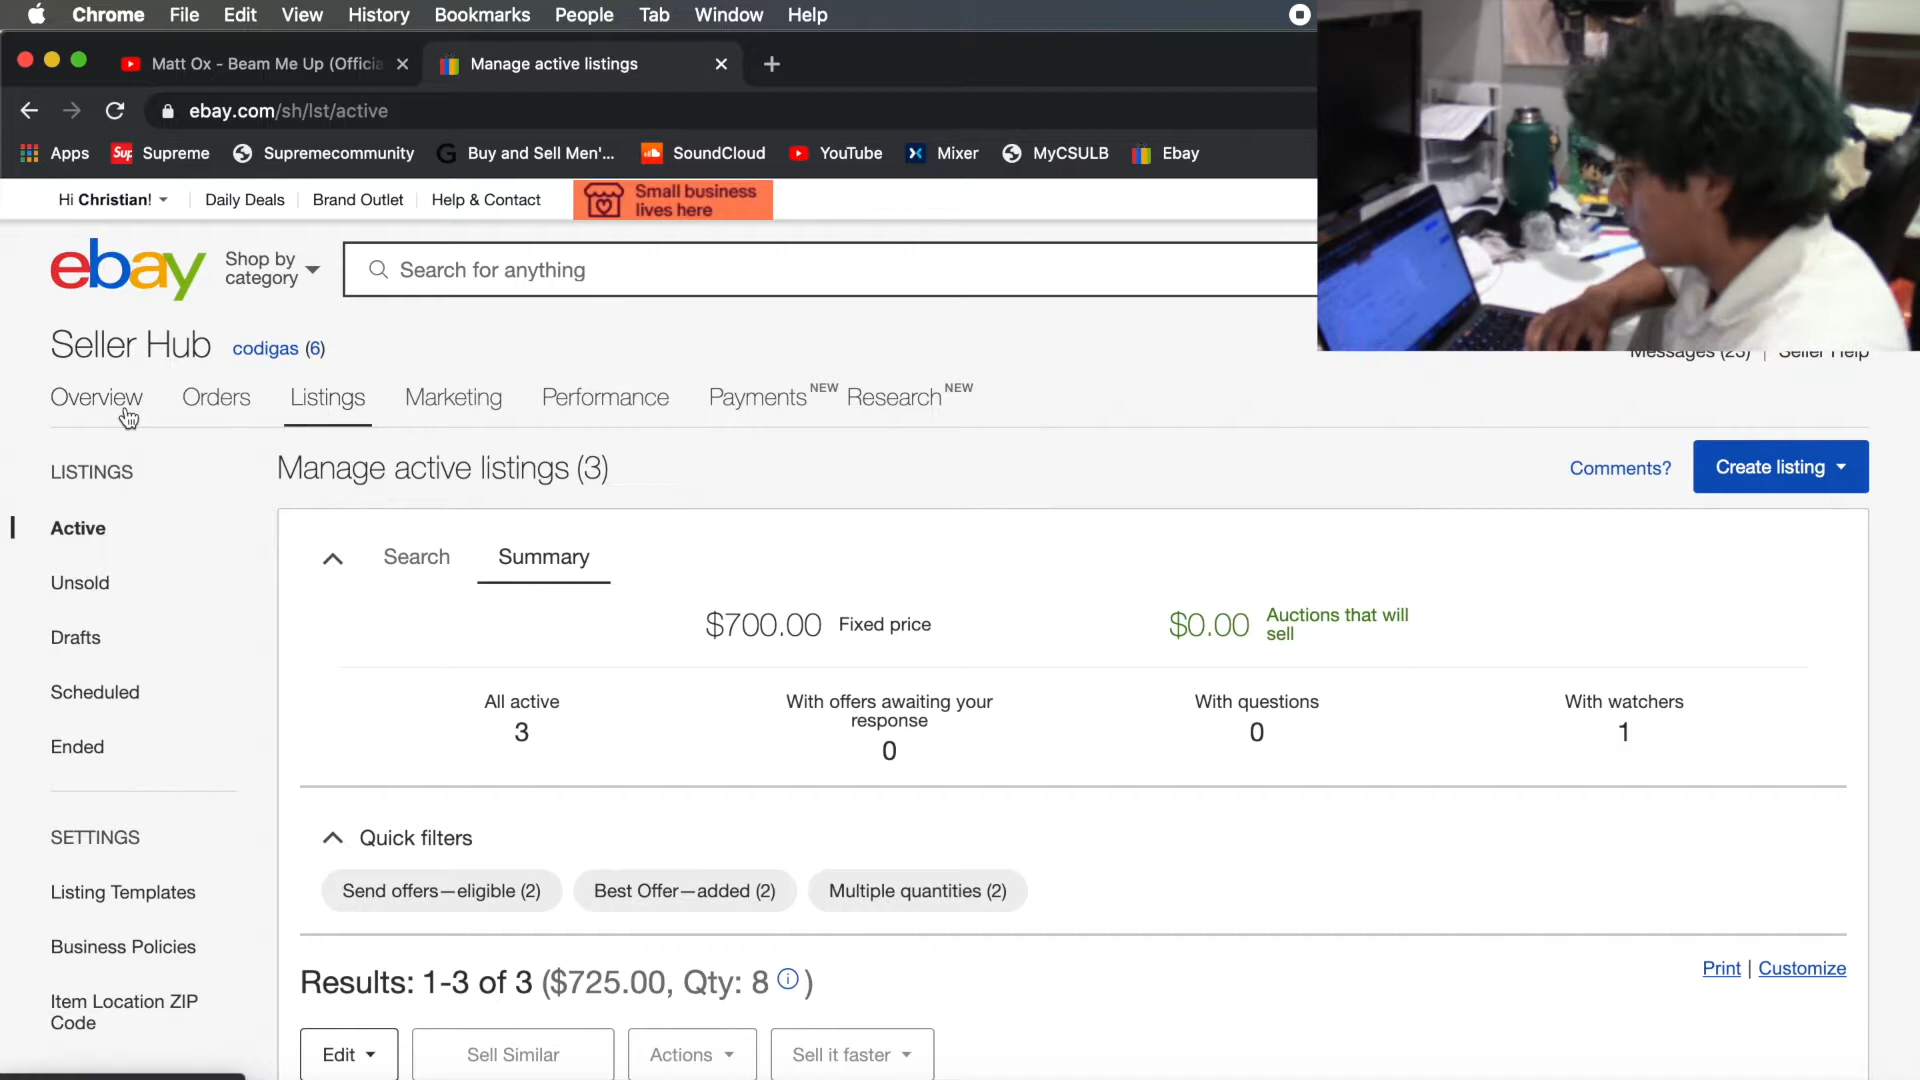 Chrome File Edit View History Bookmarks People Tab Window Help
Matt Ox - Beam Me Up (Officia
Manage active listings
ebay.com/sh/lst/active
Apps
Sup Supreme
Supremecommunity
G Buy and Sell Men'...
SoundCloud
YouTube
Mixer
MyCSULB
Ebay
Hi Christian!
Daily Deals
Brand Outlet
Help & Contact
Small business
lives here
ebay
Shop by
category
Search for anything
Seller Hub codigas (6)
Messages (23) | Seller Help
Overview Orders Listings Marketing Performance Payments NEW Research NEW
LISTINGS
Manage active listings (3)
Comments?
Create listing
Active
Unsold
Drafts
Scheduled
Ended
SETTINGS
Listing Templates
Business Policies
Item Location ZIP
Code
Search Summary
$700.00 Fixed price
$0.00 Auctions that will
sell
All active
3
With offers awaiting your
response
0
With questions
0
With watchers
1
Quick filters
Send offers—eligible (2)
Best Offer—added (2)
Multiple quantities (2)
Results: 1-3 of 3 ($725.00, Qty: 8 i )
Print | Customize
Edit
Sell Similar
Actions
Sell it faster